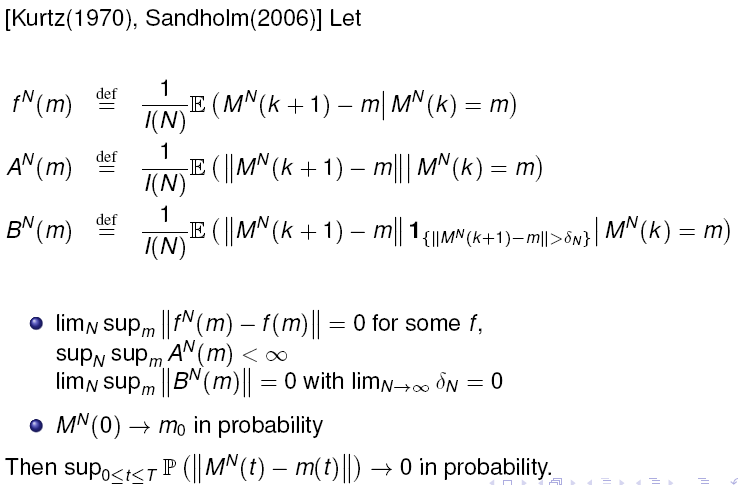 [Kurtz(1970), Sandholm(2006)] Let
f^N(m) def= 1/I(N) 𝔼 ( M^N(k + 1) − m | M^N(k) = m )
A^N(m) def= 1/I(N) 𝔼 ( ‖M^N(k + 1) − m‖ | M^N(k) = m )
B^N(m) def= 1/I(N) 𝔼 ( ‖M^N(k + 1) − m‖ 1_{‖M^N(k+1)−m‖>δ_N} | M^N(k) = m )
lim_N sup_m ‖f^N(m) − f(m)‖ = 0 for some f,
sup_N sup_m A^N(m) < ∞
lim_N sup_m ‖B^N(m)‖ = 0 with lim_{N→∞} δ_N = 0
M^N(0) → m_0 in probability
Then sup_{0≤t≤T} ℙ ( ‖M^N(t) − m(t)‖ ) → 0 in probability.